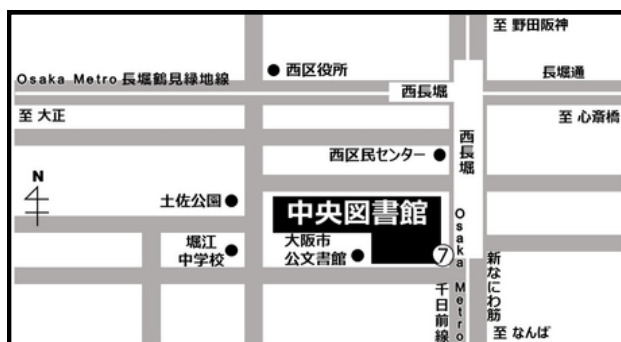 至 野田阪神
西区役所
長堀通
Osaka Metro 長堀鶴見緑地線
西長堀
至 大正
至 心斎橋
西長堀
西区民センター
N
土佐公園
中央図書館
堀江
中学校
大阪市
公文書館
⑦
Osaka Metro
千日前線
新なにわ筋
至 なんば